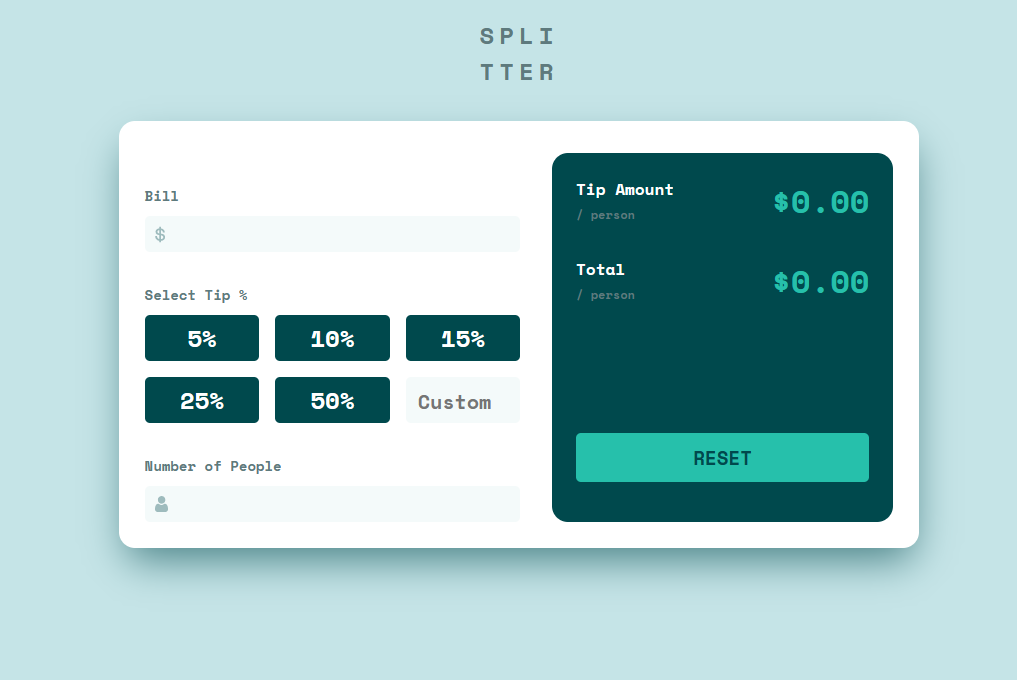 SPLI
TTER
Bill
$
Select Tip %
5% 10% 15%
25% 50% Custom
Number of People
Tip Amount
/ person
$0.00
Total
/ person
$0.00
RESET